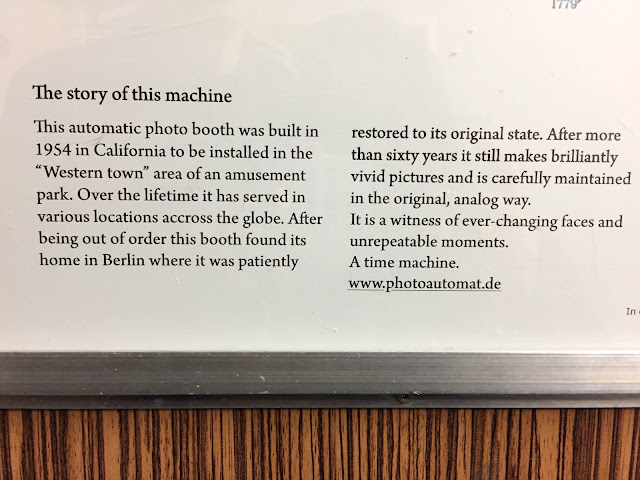 1779
The story of this machine
This automatic photo booth was built in
1954 in California to be installed in the
“Western town” area of an amusement
park. Over the lifetime it has served in
various locations accross the globe. After
being out of order this booth found its
home in Berlin where it was patiently
restored to its original state. After more
than sixty years it still makes brilliantly
vivid pictures and is carefully maintained
in the original, analog way.
It is a witness of ever-changing faces and
unrepeatable moments.
A time machine.
www.photoautomat.de
In